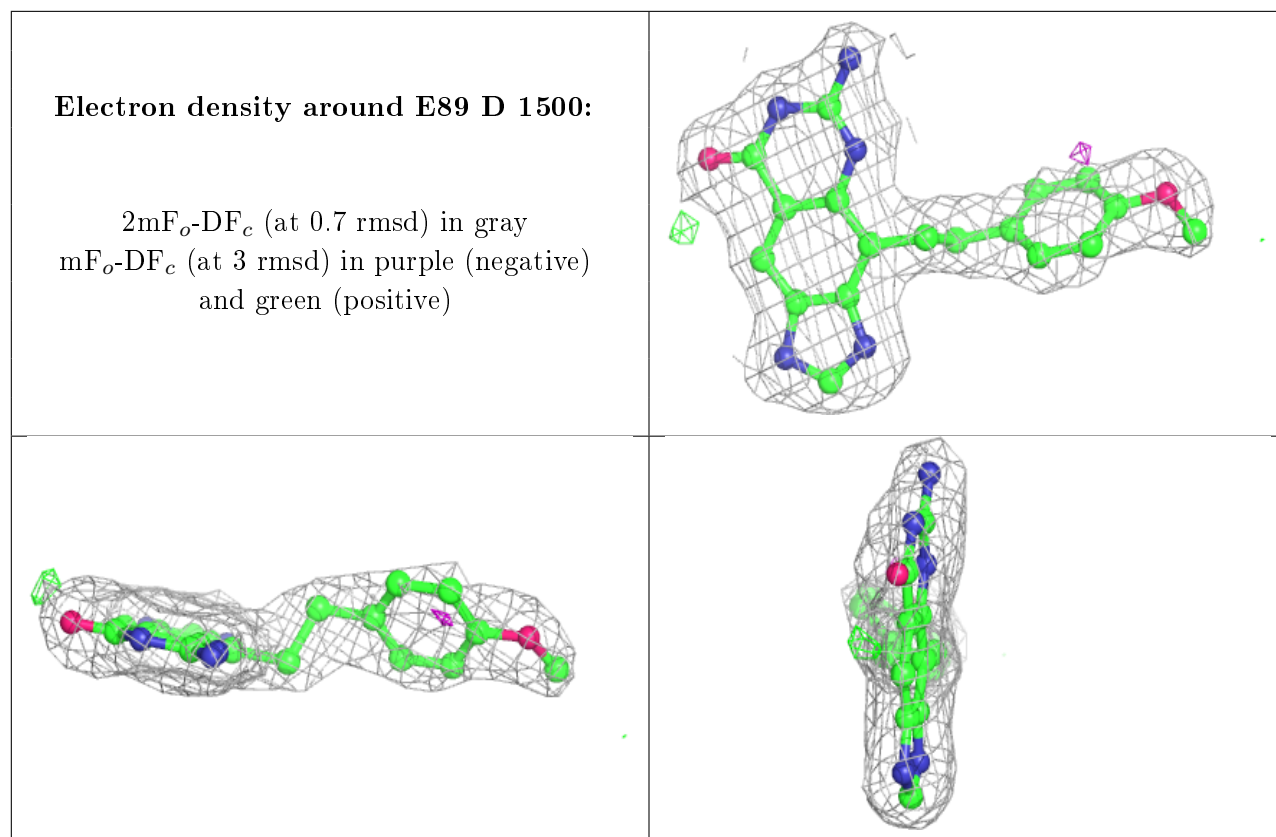 Electron density around E89 D 1500:
2mFo-DFc (at 0.7 rmsd) in gray
mFo-DFc (at 3 rmsd) in purple (negative)
and green (positive)